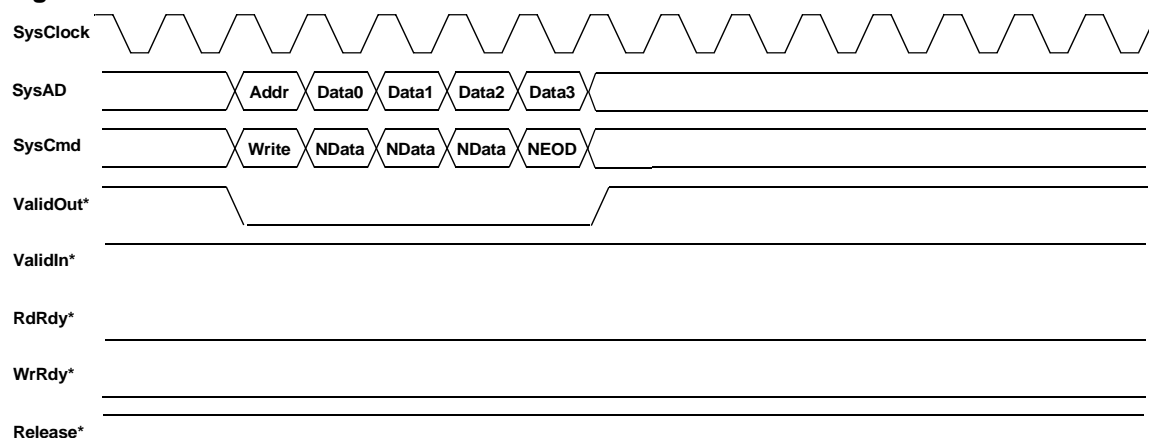 SysClock
SysAD Addr Data0 Data1 Data2 Data3
SysCmd Write NData NData NData NEOD
ValidOut*
ValidIn*
RdRdy*
WrRdy*
Release*